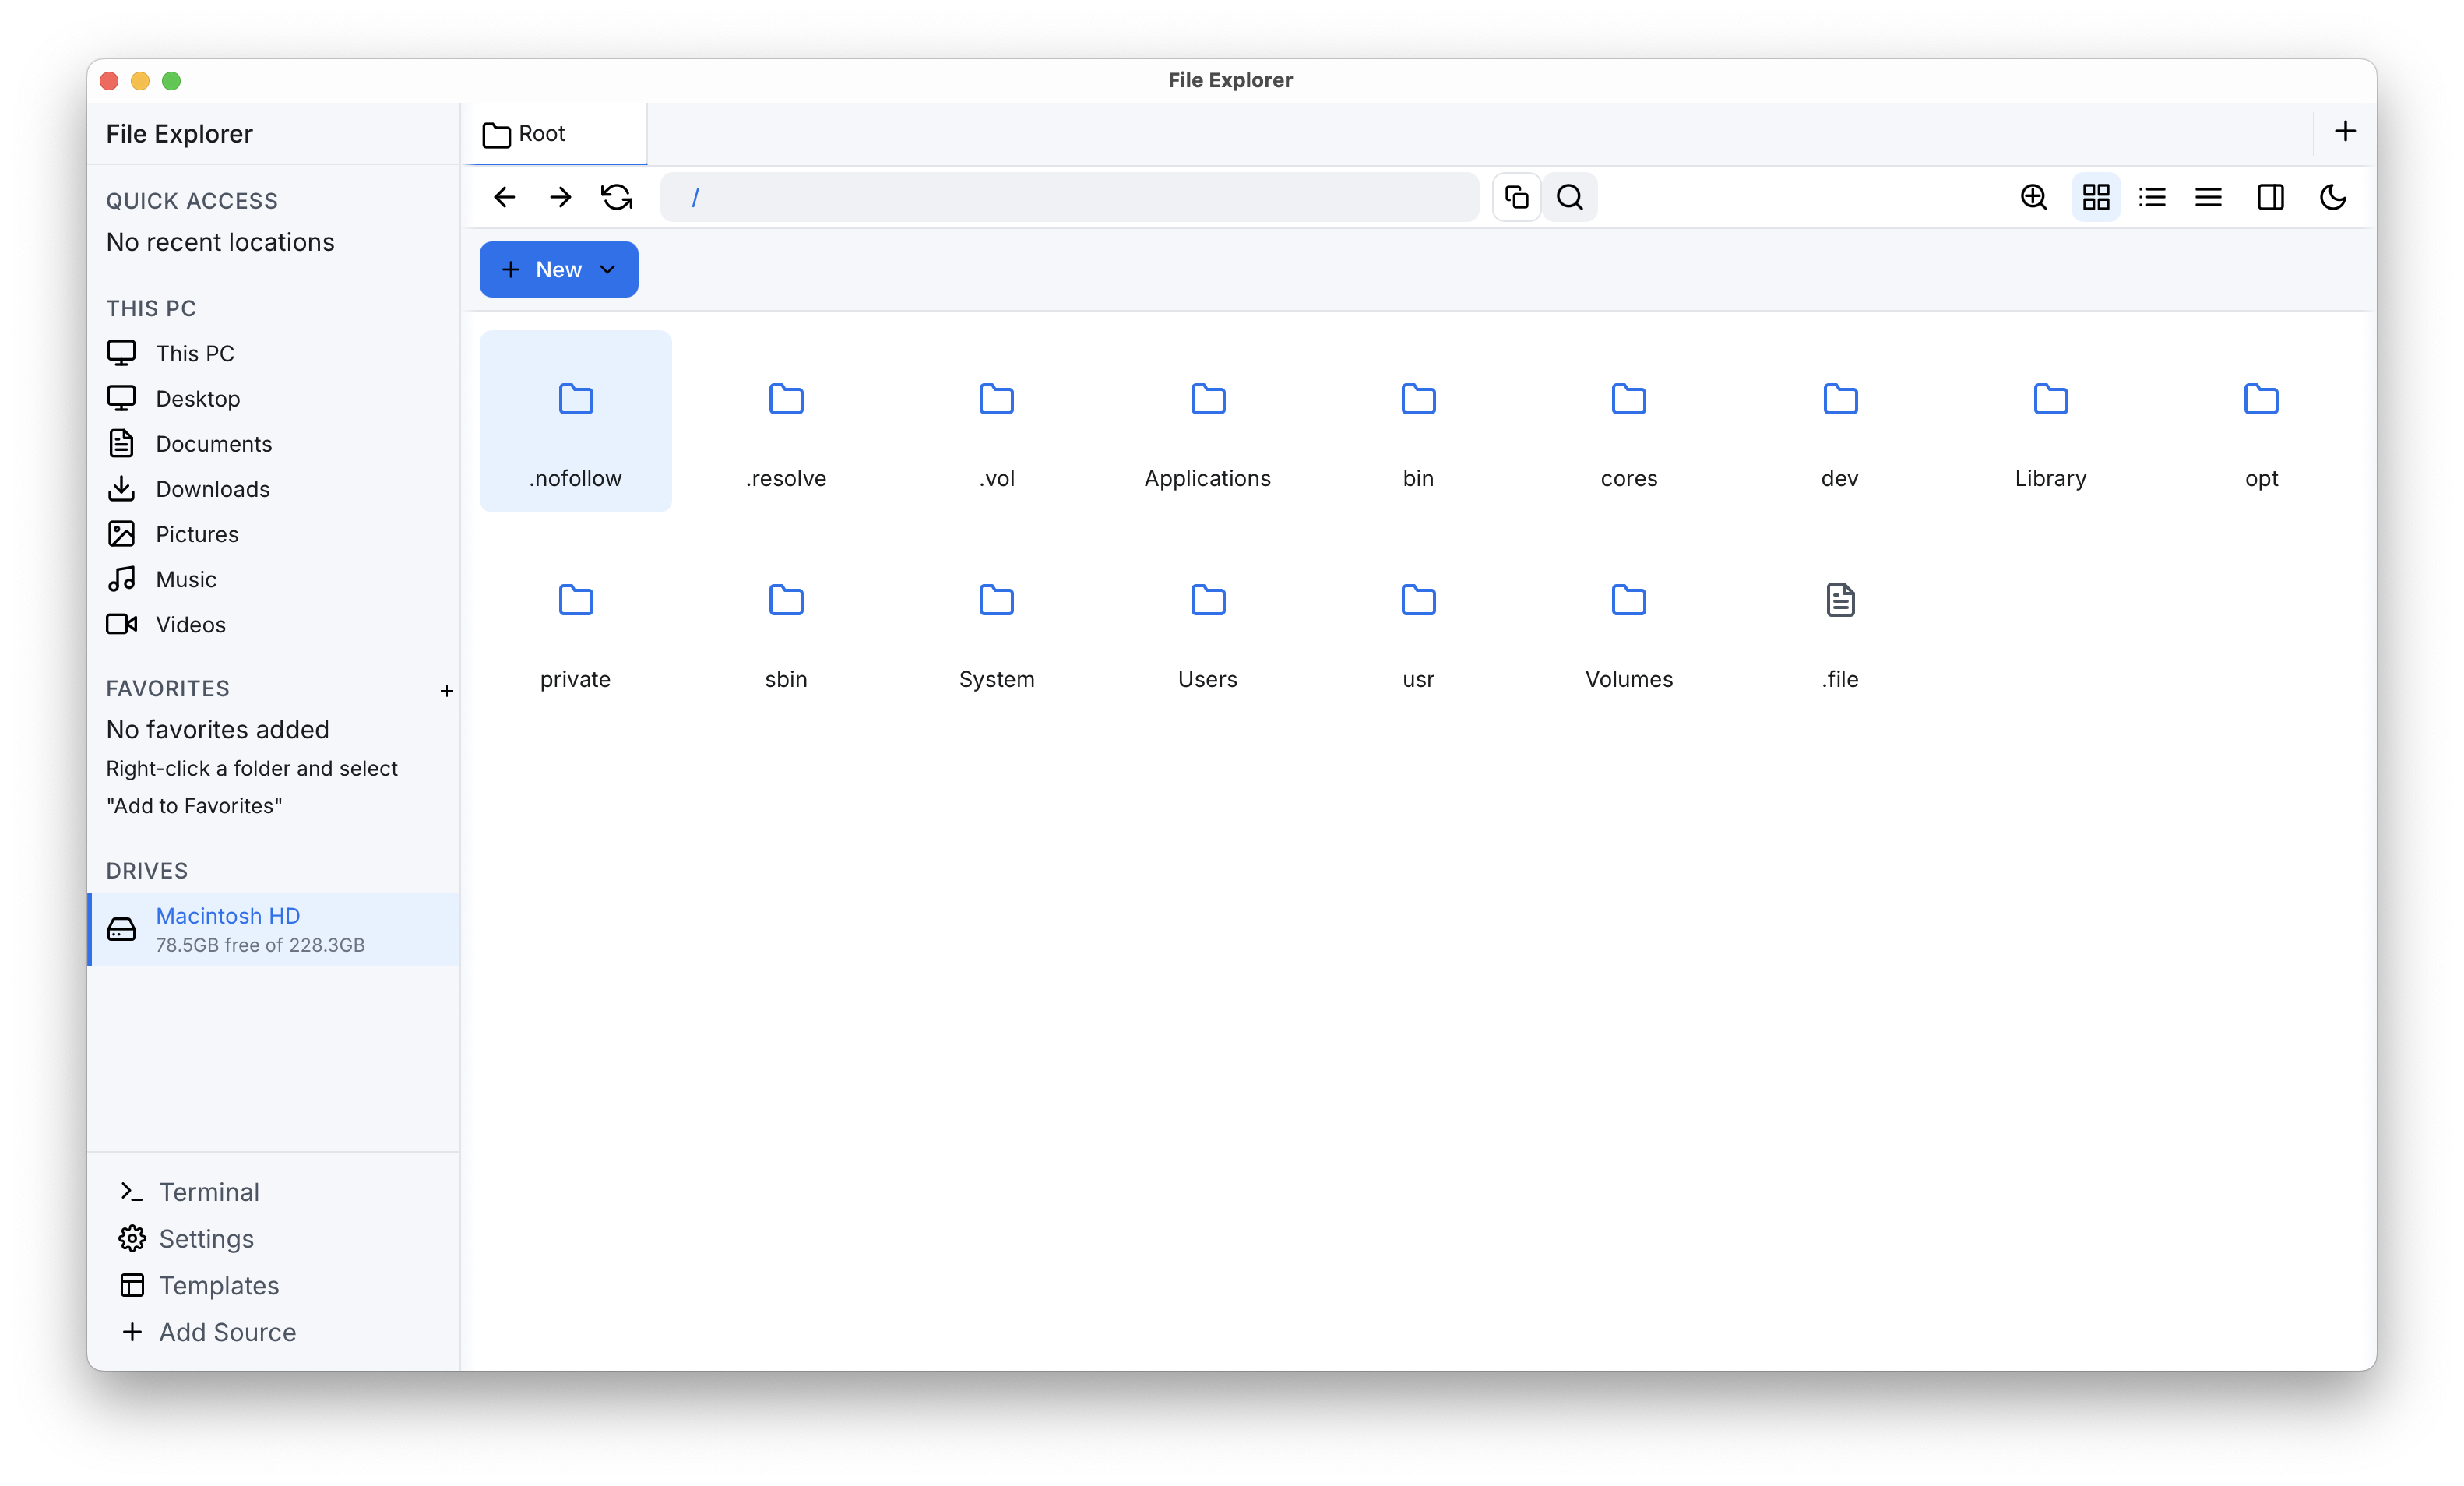 File Explorer
File Explorer
Root
QUICK ACCESS
No recent locations
THIS PC
This PC
Desktop
Documents
Downloads
Pictures
Music
Videos
FAVORITES
No favorites added
Right-click a folder and select
"Add to Favorites"
DRIVES
Macintosh HD
78.5GB free of 228.3GB
Terminal
Settings
Templates
Add Source
/
New
.nofollow
.resolve
.vol
Applications
bin
cores
dev
Library
opt
private
sbin
System
Users
usr
Volumes
.file